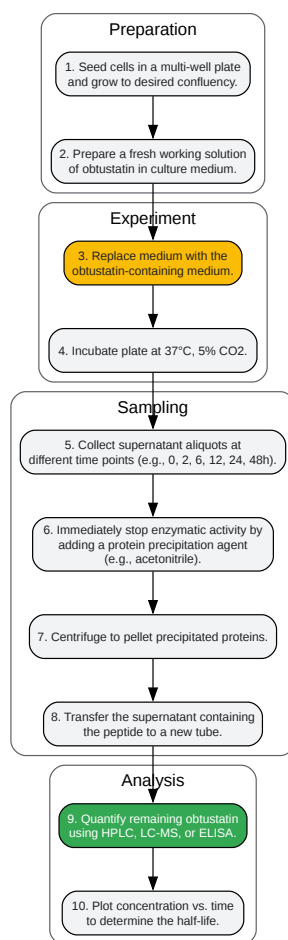 Preparation
1. Seed cells in a multi-well plate
and grow to desired confluency.
2. Prepare a fresh working solution
of obtustatin in culture medium.
Experiment
3. Replace medium with the
obtustatin-containing medium.
4. Incubate plate at 37°C, 5% CO2.
Sampling
5. Collect supernatant aliquots at
different time points (e.g., 0, 2, 6, 12, 24, 48h).
6. Immediately stop enzymatic activity by
adding a protein precipitation agent
(e.g., acetonitrile).
7. Centrifuge to pellet precipitated proteins.
8. Transfer the supernatant containing
the peptide to a new tube.
Analysis
9. Quantify remaining obtustatin
using HPLC, LC-MS, or ELISA.
10. Plot concentration vs. time
to determine the half-life.